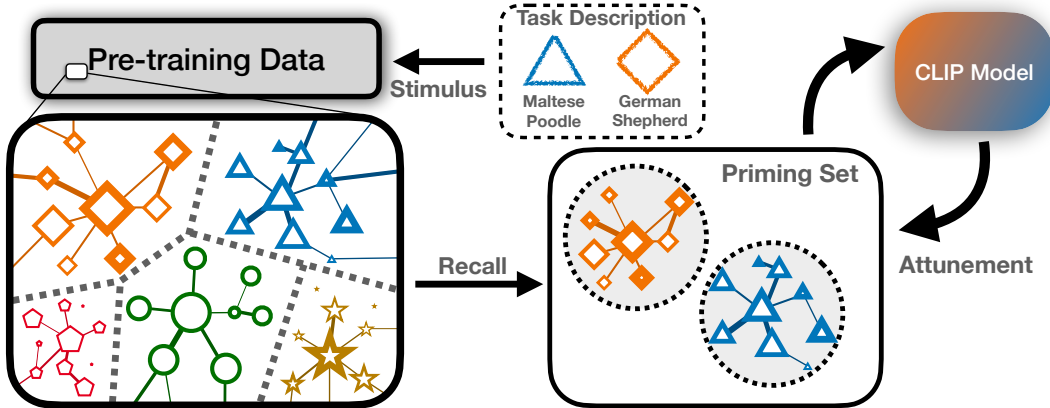 Pre-training Data
Stimulus
Task Description
Maltese
Poodle
German
Shepherd
CLIP Model
Priming Set
Recall
Attunement